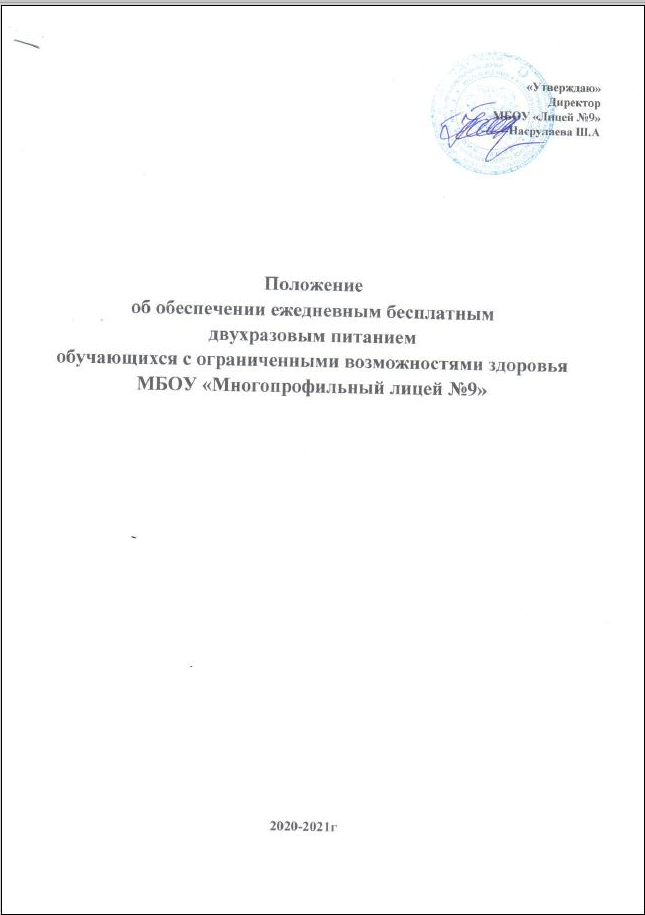 «Утверждаю»
Директор
МБОУ «Лицей №9»
Насрулаева Ш.А
Положение
об обеспечении ежедневным бесплатным
двухразовым питанием
обучающихся с ограниченными возможностями здоровья
МБОУ «Многопрофильный лицей №9»
2020-2021г